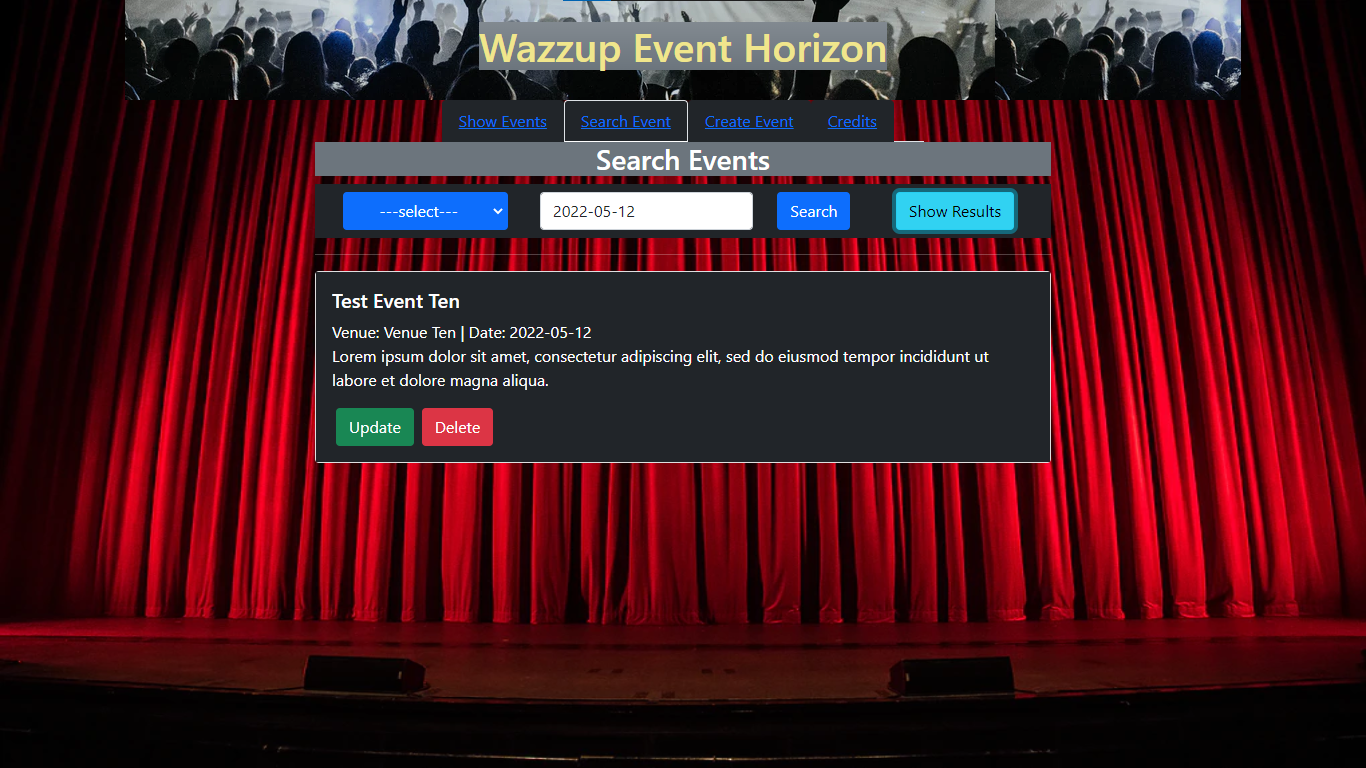 Wazzup Event Horizon
Show Events Search Event Create Event Credits
Search Events
---select--- 2022-05-12 Search Show Results
Test Event Ten
Venue: Venue Ten | Date: 2022-05-12
Lorem ipsum dolor sit amet, consectetur adipiscing elit, sed do eiusmod tempor incididunt ut
labore et dolore magna aliqua.
Update Delete